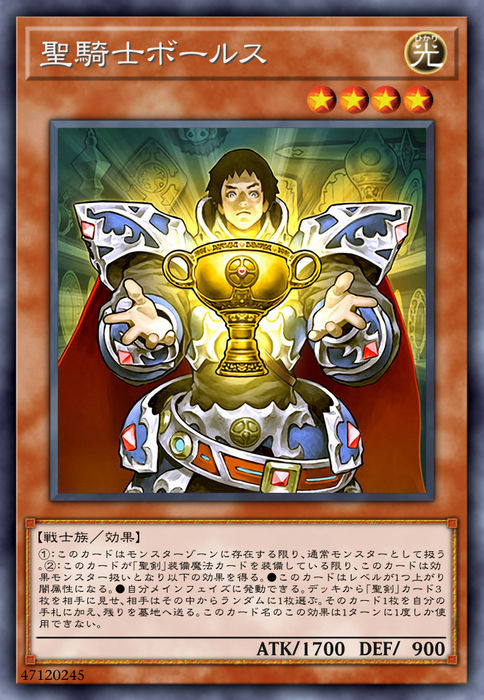 聖騎士ボールス
ひかり
光
【戦士族／効果】
①:このカードはモンスターゾーンに存在する限り、通常モンスターとして扱う
。②:このカードが「聖剣」装備魔法カードを装備している限り、このカードは効
果モンスター扱いとなり以下の効果を得る。●このカードはレベルが1つ上がり
闇属性になる。●自分メインフェイズに発動できる。デッキから「聖剣」カード3
枚を相手に見せ、相手はその中からランダムに1枚選ぶ。そのカード1枚を自分の
手札に加え、残りを墓地へ送る。このカード名のこの効果は1ターンに1度しか使
用できない。
ATK/1700 DEF/ 900
47120245